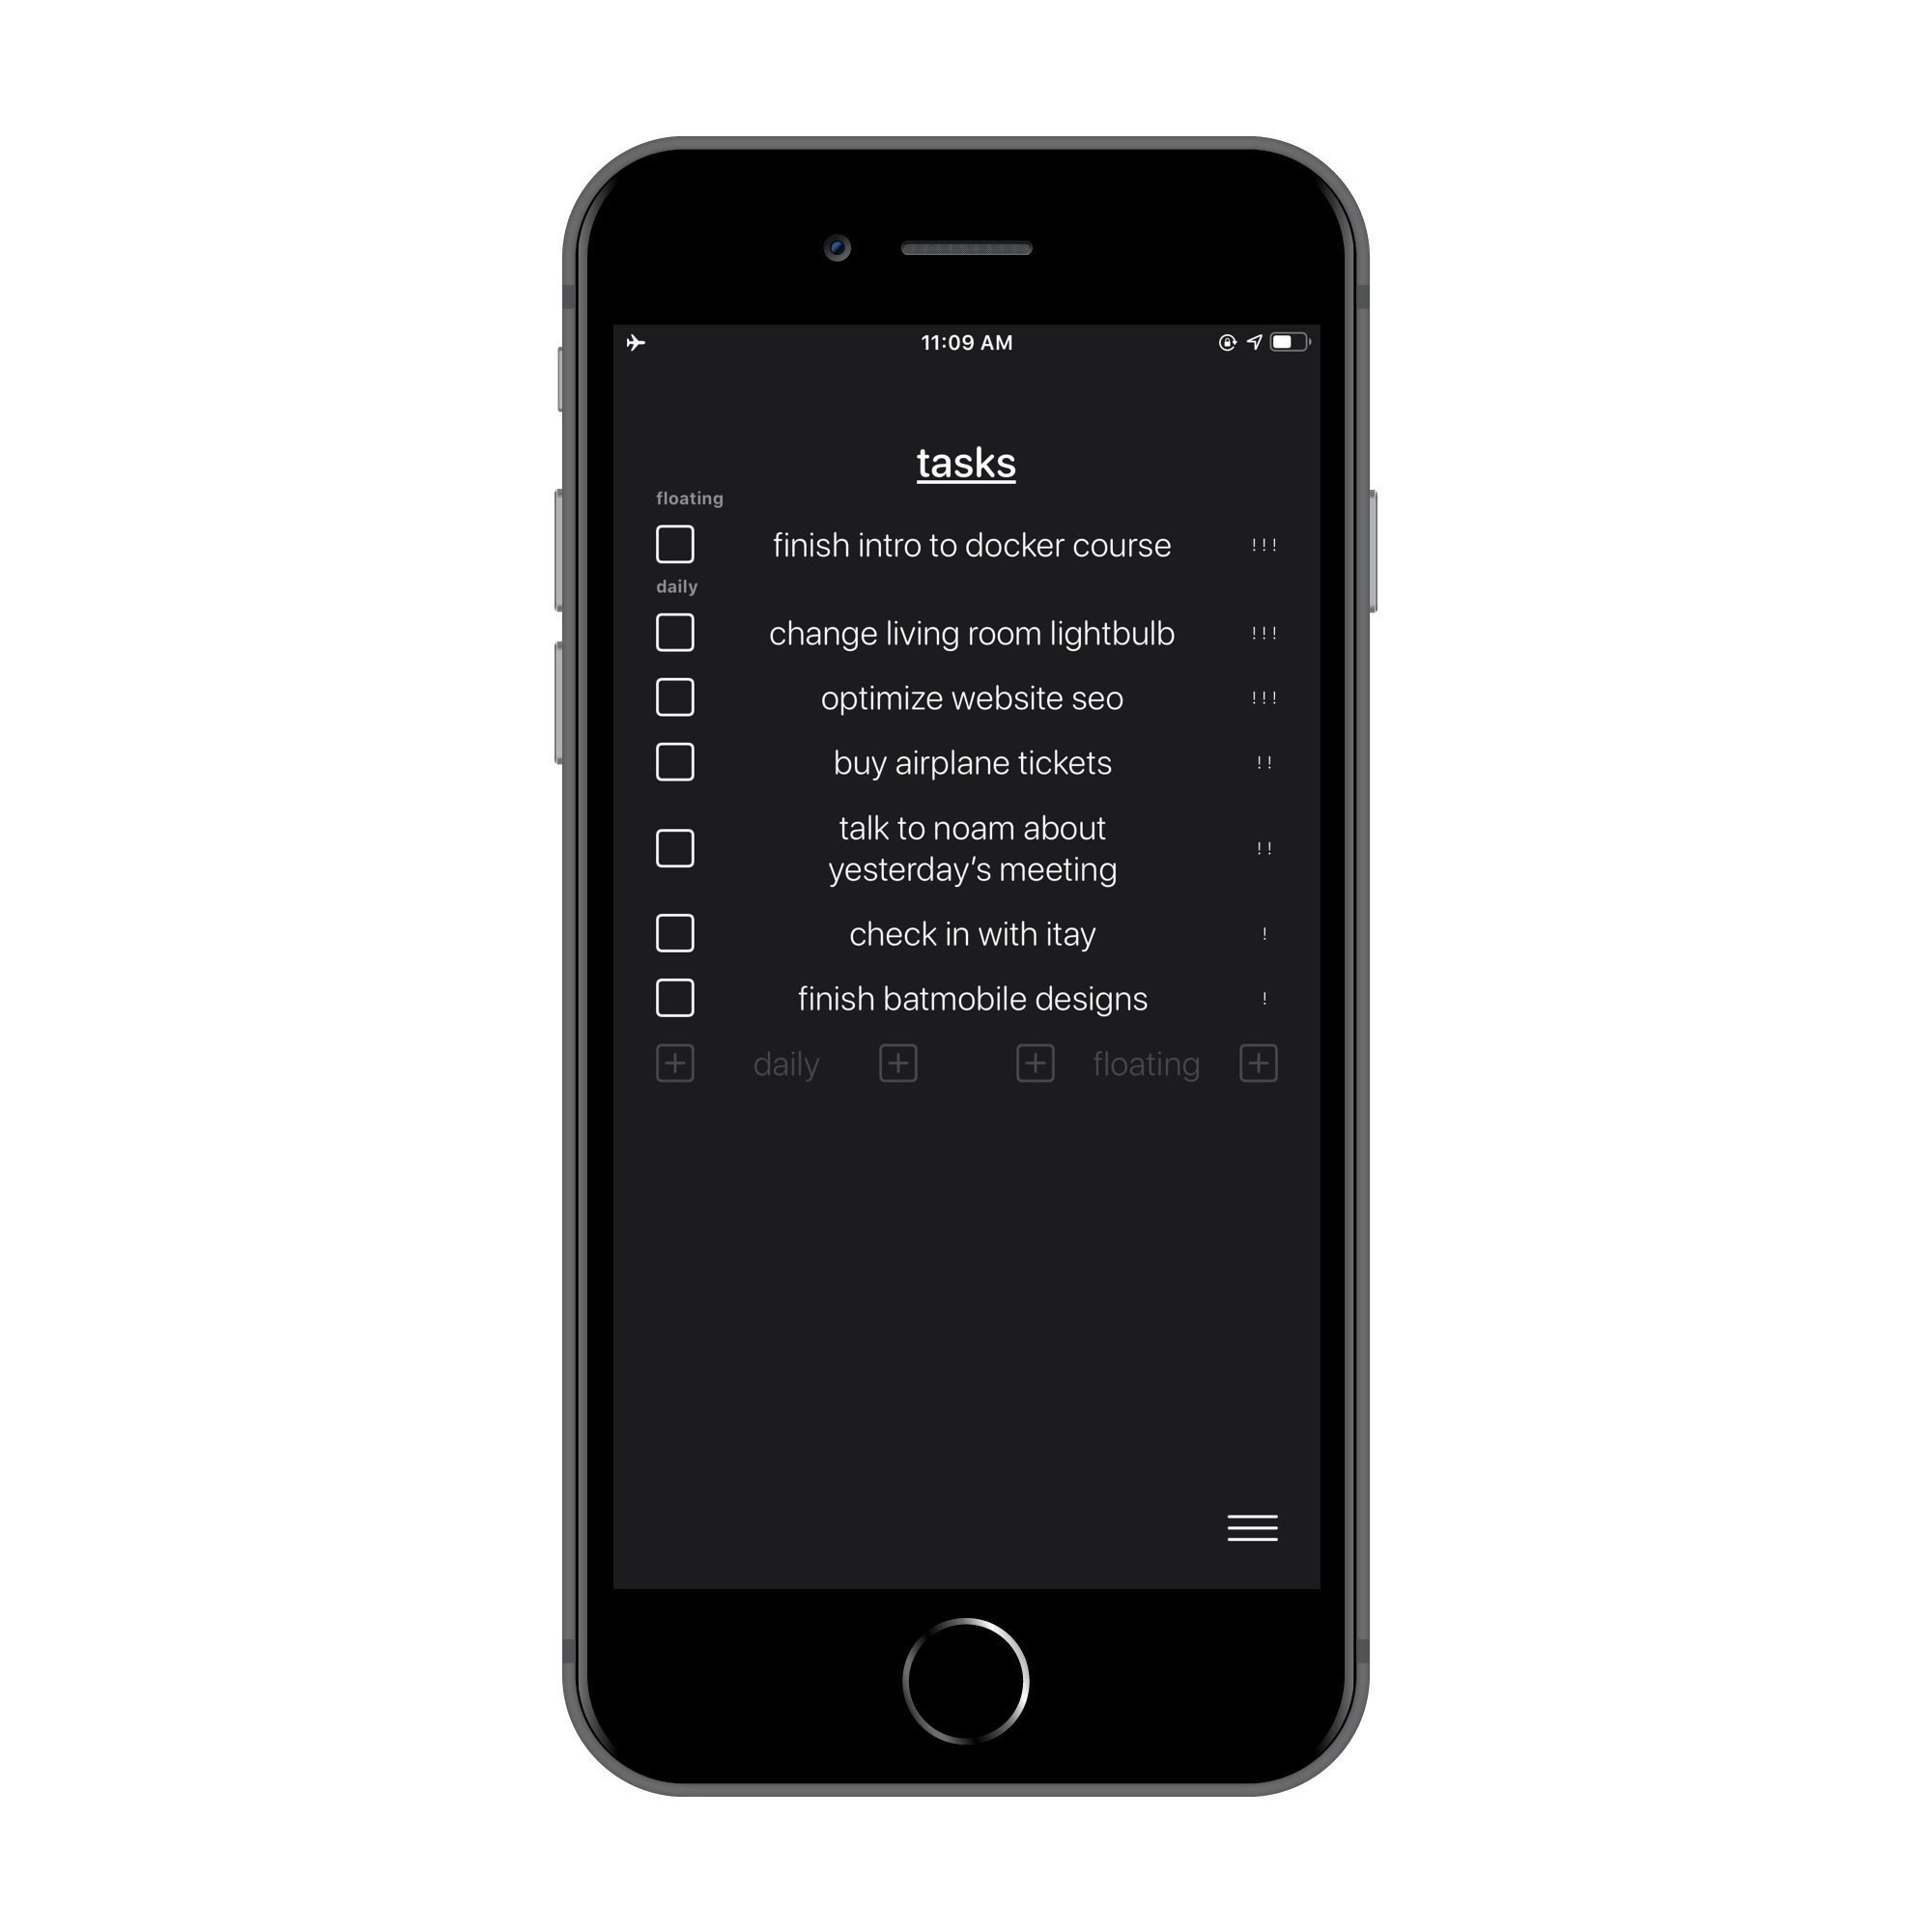 11:09 AM
tasks
floating
finish intro to docker course !!!
daily
change living room lightbulb !!!
optimize website seo !!!
buy airplane tickets !!
talk to noam about
yesterday’s meeting !!
check in with itay !
finish batmobile designs !
daily floating